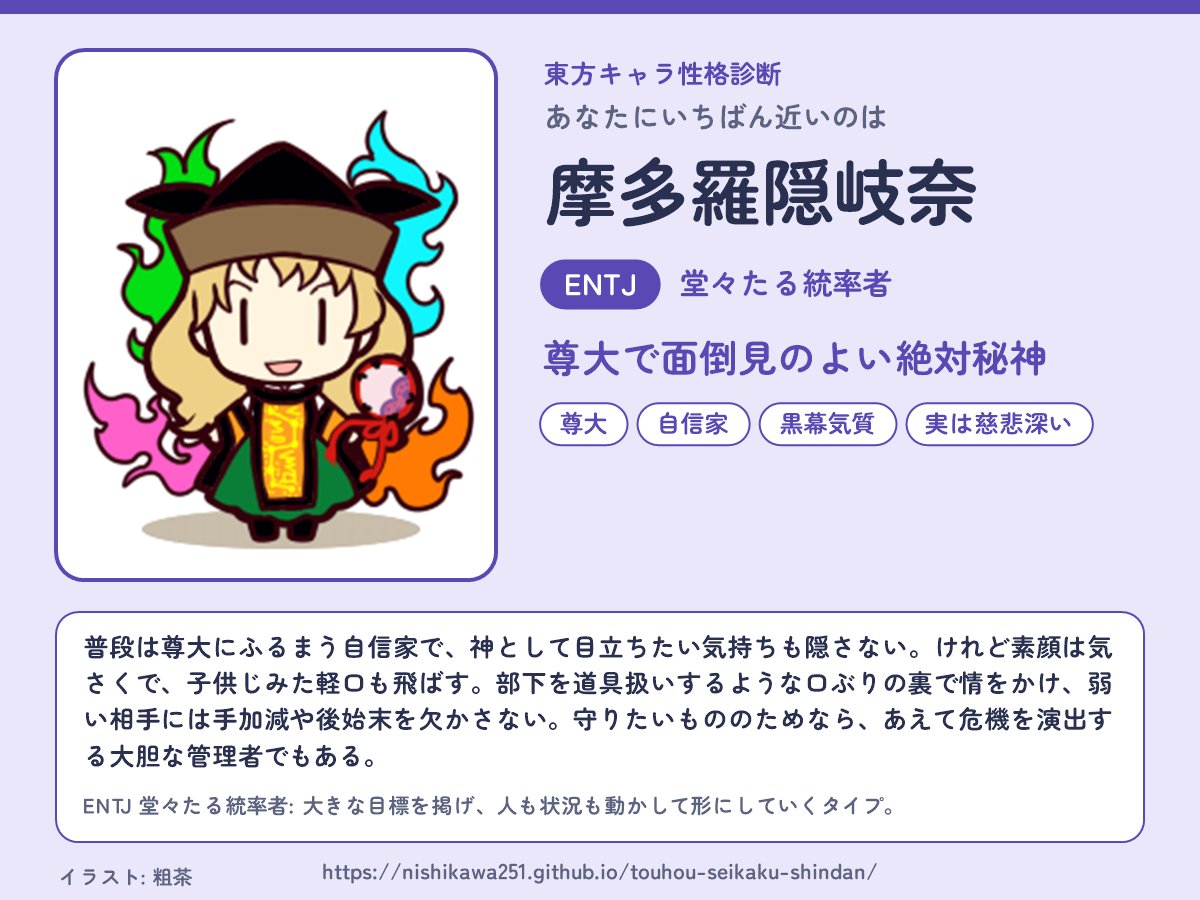 東方キャラ性格診断
あなたにいちばん近いのは
摩多羅隠岐奈
ENTJ 堂々たる統率者
尊大で面倒見のよい絶対秘神
尊大 自信家 黒幕気質 実は慈悲深い
普段は尊大にふるまう自信家で、神として目立ちたい気持ちも隠さない。けれど素顔は気
さくで、子供じみた軽口も飛ばす。部下を道具扱いするような口ぶりの裏で情をかけ、弱
い相手には手加減や後始末を欠かさない。守りたいもののためなら、あえて危機を演出す
る大胆な管理者でもある。
ENTJ 堂々たる統率者: 大きな目標を掲げ、人も状況も動かして形にしていくタイプ。
イラスト: 粗茶
https://nishikawa251.github.io/touhou-seikaku-shindan/